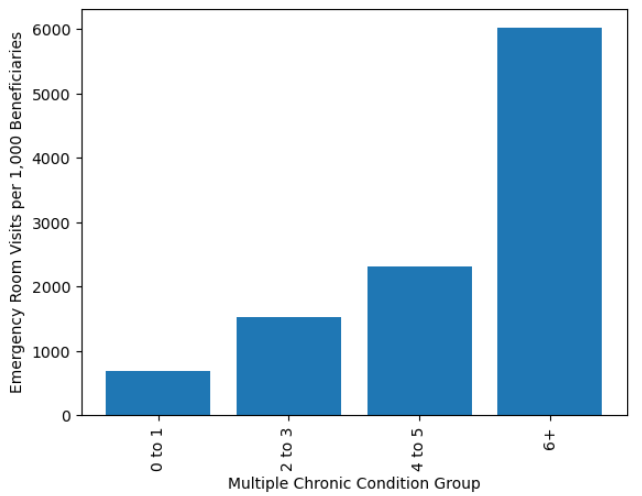 Emergency Room Visits per 1,000 Beneficiaries
6000
5000
4000
3000
2000
1000
0
0 to 1
2 to 3
4 to 5
6+
Multiple Chronic Condition Group